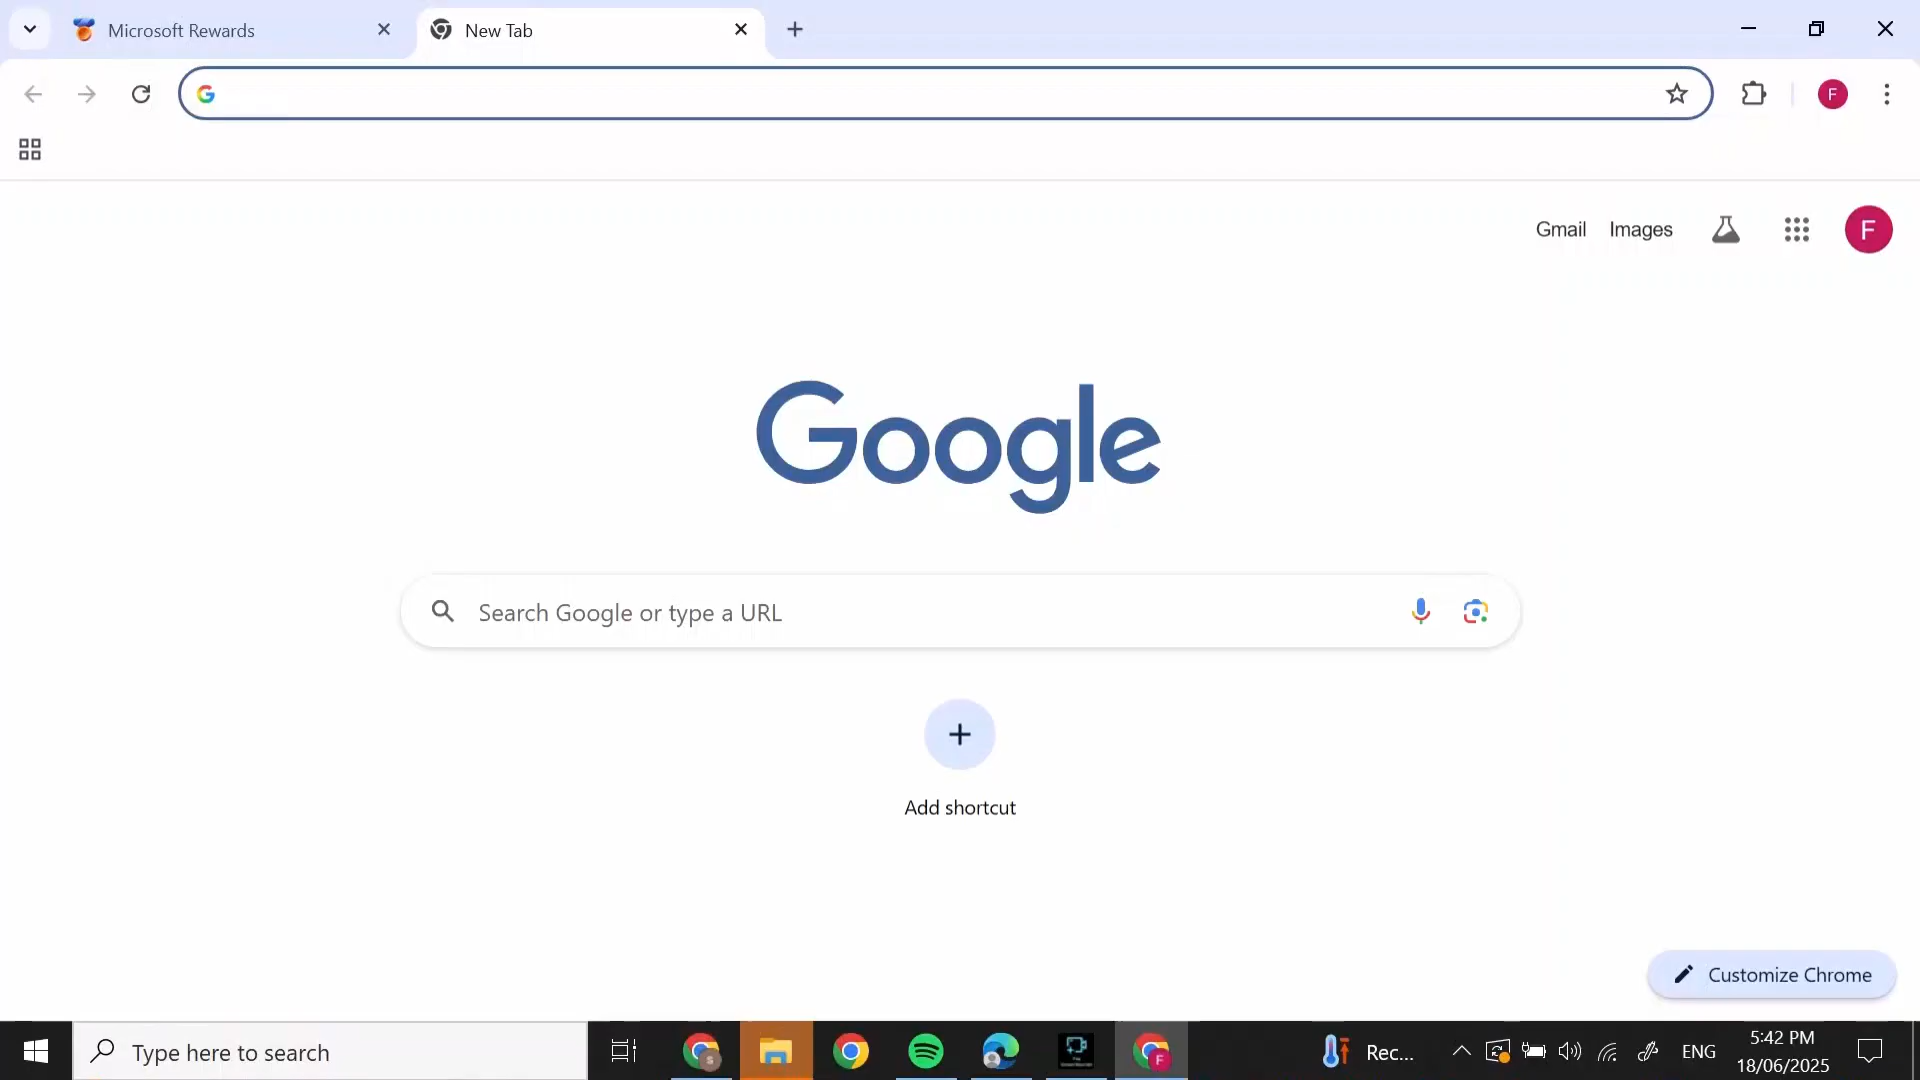 Microsoft Rewards
New Tab
F
Gmail
Images
F
Google
Search Google or type a URL
Add shortcut
Customize Chrome
Type here to search
S
F
Rec...
ENG
5:42 PM
18/06/2025